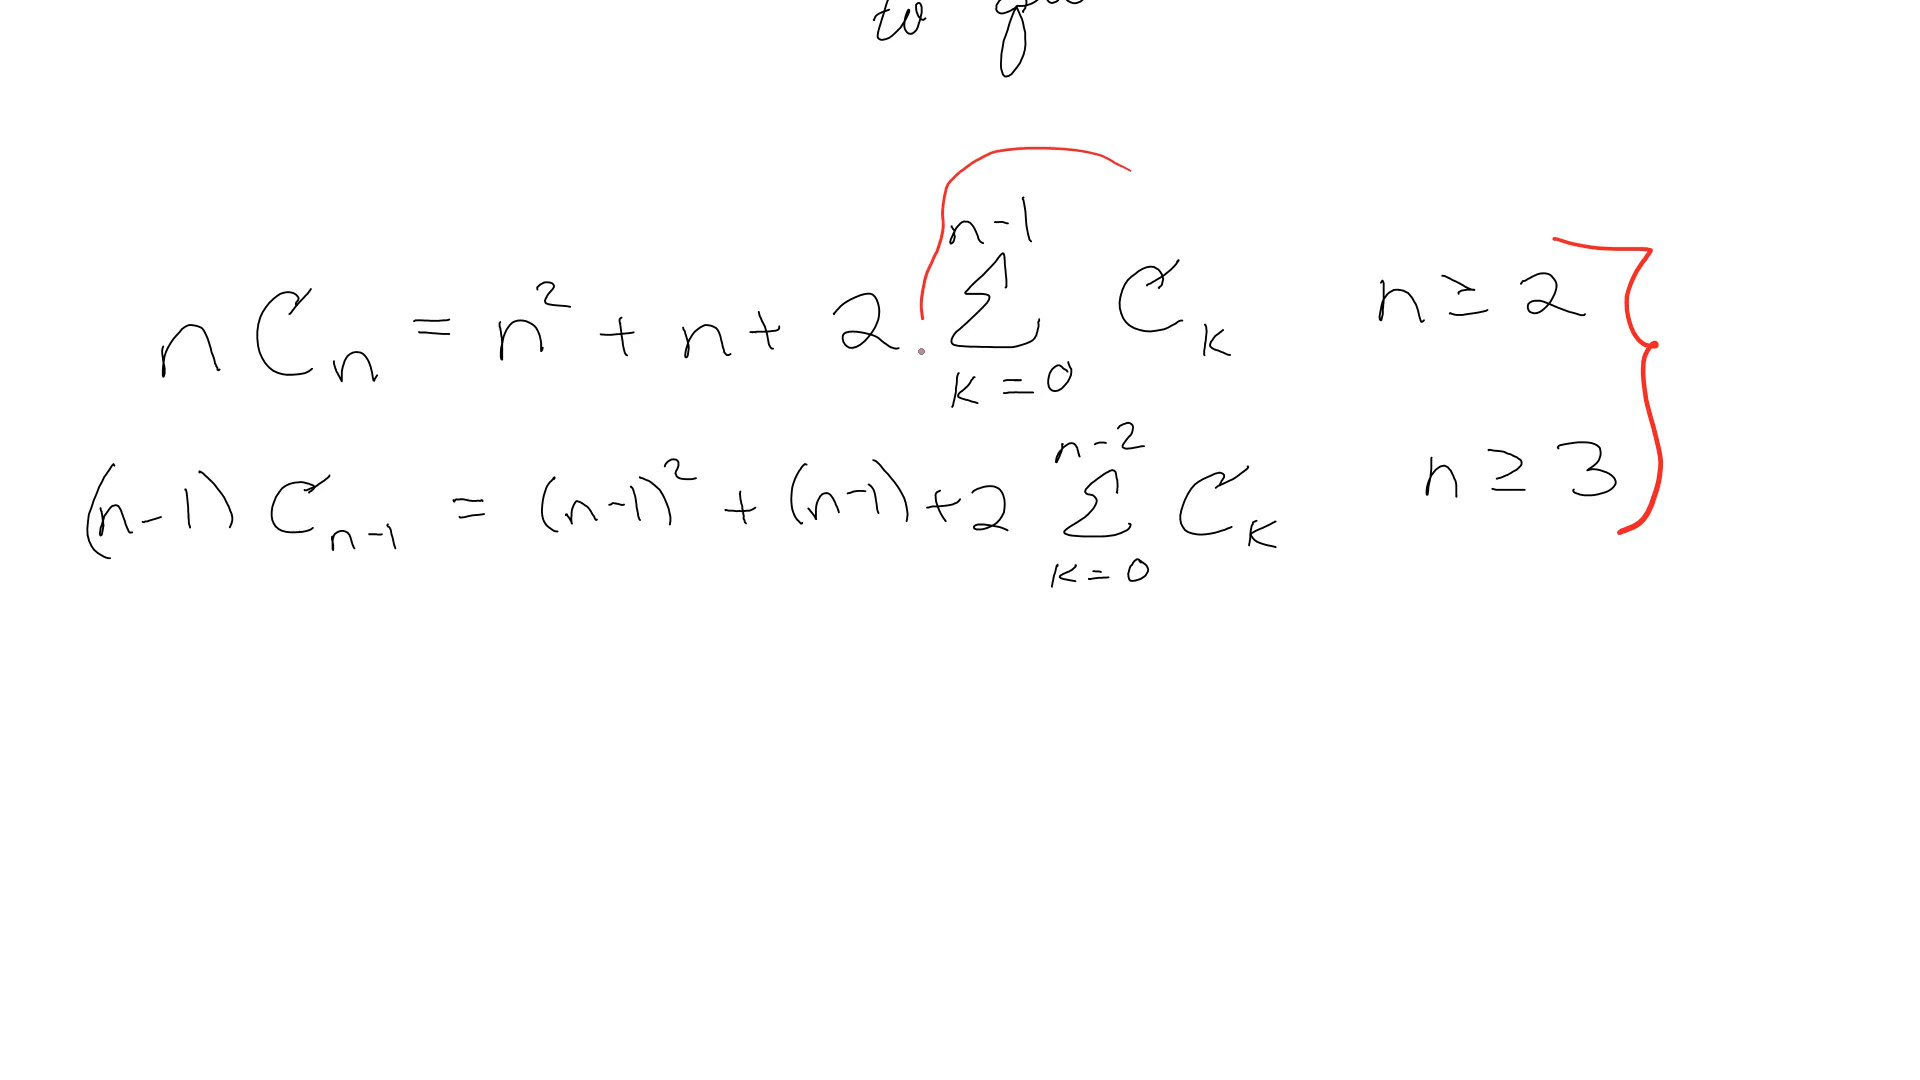 to
n C_n = n^2 + n + 2 \sum_{k=0}^{n-1} C_k    n ≥ 2
(n-1) C_{n-1} = (n-1)^2 + (n-1) + 2 \sum_{k=0}^{n-2} C_k    n ≥ 3